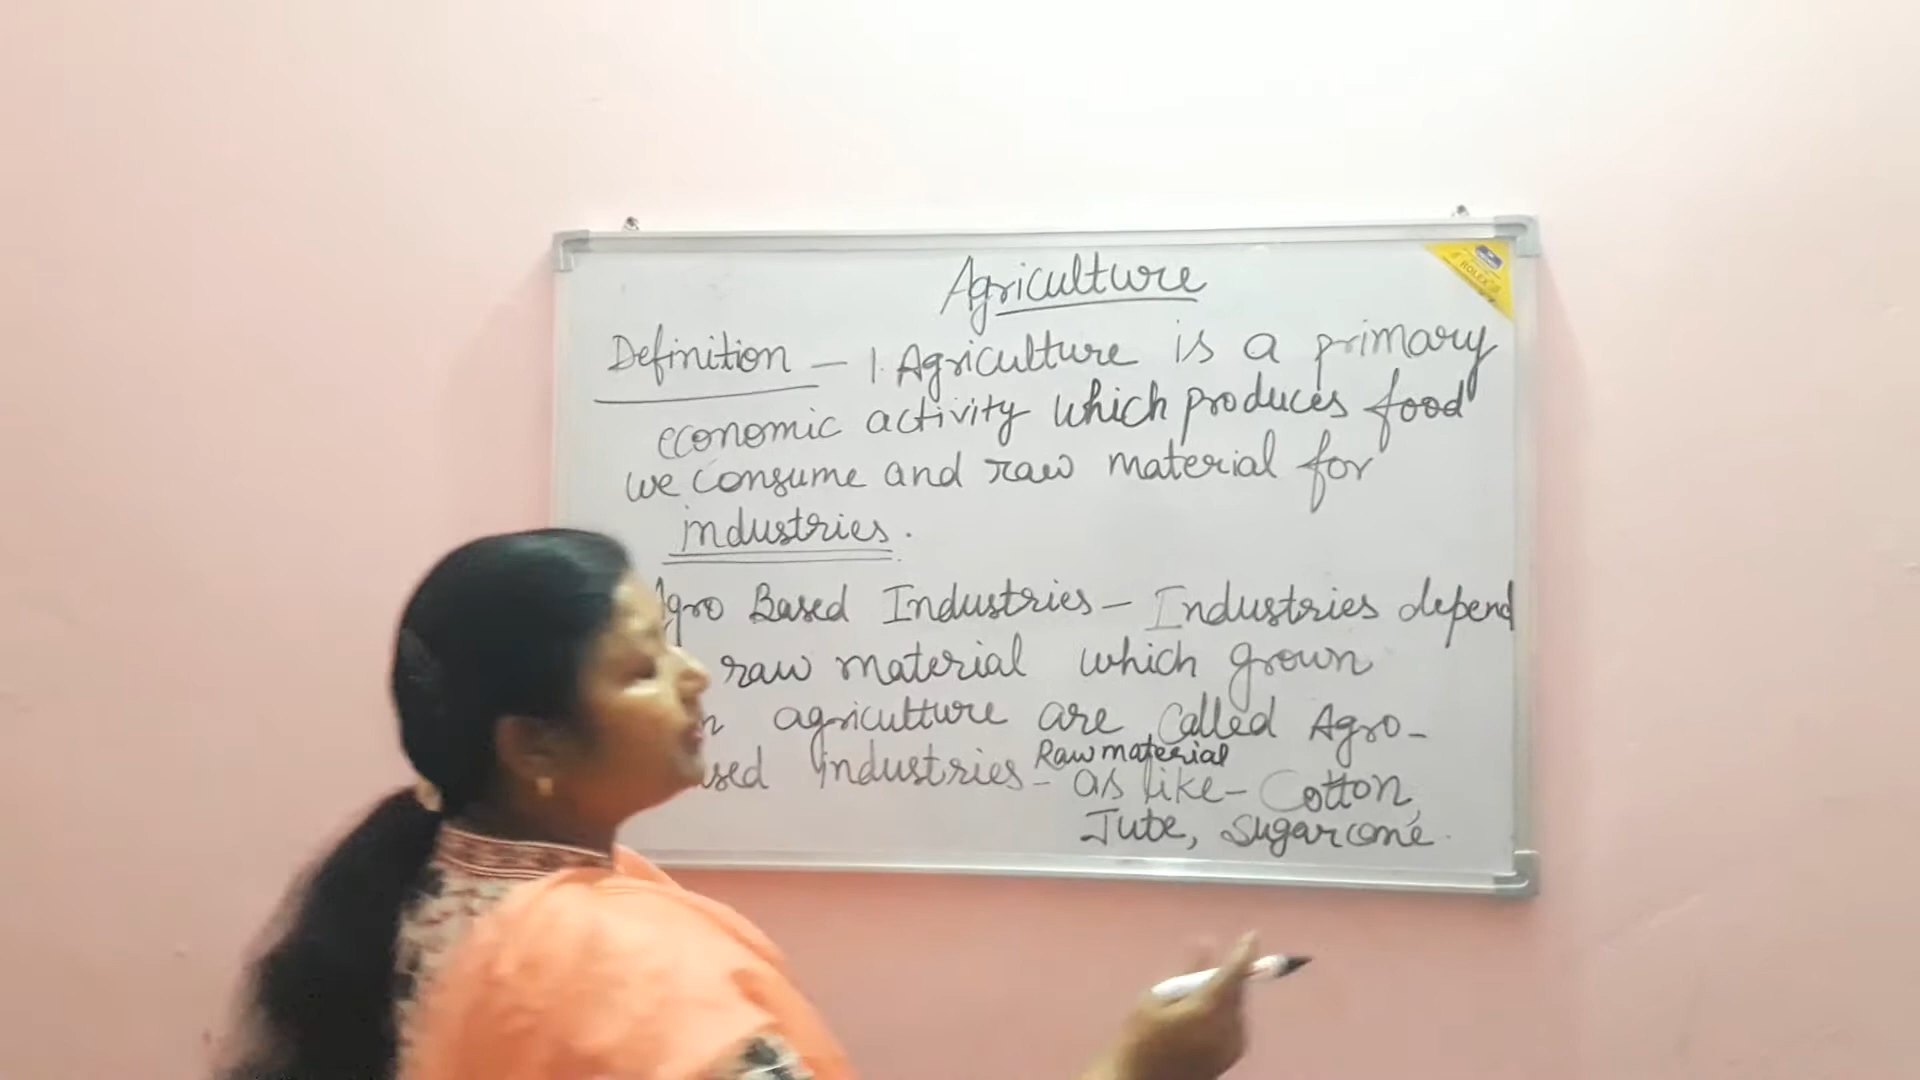 Agriculture
Definition - 1. Agriculture is a primary
economic activity which produces food
we consume and raw material for
industries.
Agro Based Industries - Industries depend
raw material which grown
agriculture are called Agro-
industries - as like - Cotton,
Raw material
Jute, Sugarcane.
ROLEX